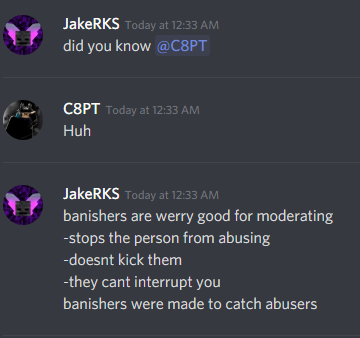 JakeRKS Today at 12:33 AM
did you know @C8PT
C8PT Today at 12:33 AM
Huh
JakeRKS Today at 12:33 AM
banishers are werry good for moderating
-stops the person from abusing
-doesnt kick them
-they cant interrupt you
banishers were made to catch abusers